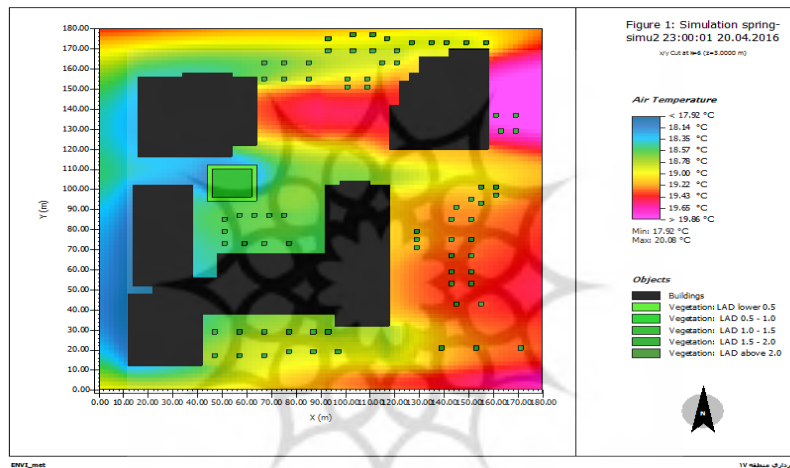 Figure 1: Simulation spring-
simu2 23:00:01 20.04.2016
x/y Cut at k=6 (z=5.0000 m)
180.00
170.00
160.00
150.00
140.00
130.00
120.00
110.00
100.00
90.00
80.00
70.00
60.00
50.00
40.00
30.00
20.00
10.00
0.00
Y (m)
0.00 10.00 20.00 30.00 40.00 50.00 60.00 70.00 80.00 90.00 100.00 110.00 120.00 130.00 140.00 150.00 160.00 170.00 180.00
X (m)
Air Temperature
< 17.92 °C
18.14 °C
18.35 °C
18.57 °C
18.78 °C
19.00 °C
19.22 °C
19.43 °C
19.65 °C
> 19.86 °C
Min: 17.92 °C
Max: 20.08 °C
Objects
Buildings
Vegetation: LAD lower 0.5
Vegetation: LAD 0.5 - 1.0
Vegetation: LAD 1.0 - 1.5
Vegetation: LAD 1.5 - 2.0
Vegetation: LAD above 2.0
N
ENVI_met
منطقه ١٧